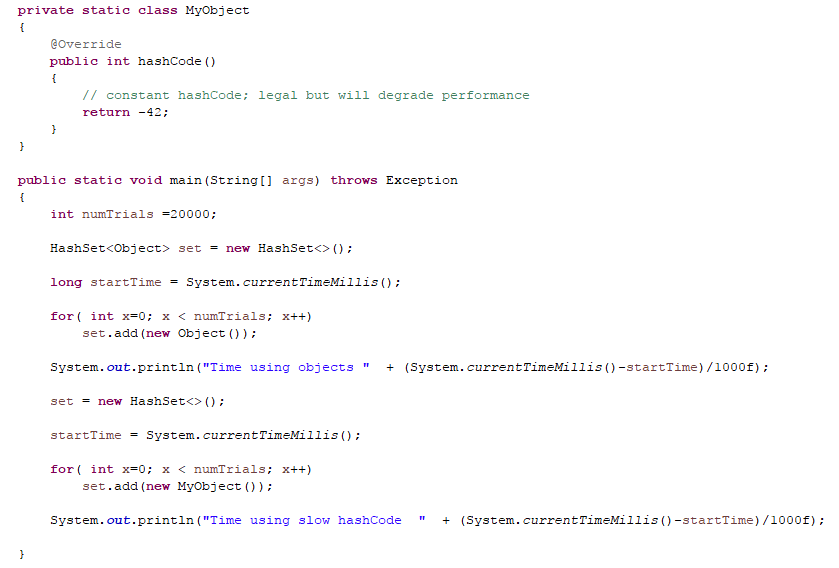 private static class MyObject
{
@Override
public int hashCode()
{
// constant hashCode; legal but will degrade performance
return -42;
}
}
public static void main(String[] args) throws Exception
{
int numTrials =20000;
HashSet<Object> set = new HashSet<>();
long startTime = System.currentTimeMillis();
for( int x=0; x < numTrials; x++)
set.add(new Object());
System.out.println("Time using objects "  + (System.currentTimeMillis()-startTime)/1000f);
set = new HashSet<>();
startTime = System.currentTimeMillis();
for( int x=0; x < numTrials; x++)
set.add(new MyObject());
System.out.println("Time using slow hashCode  "  + (System.currentTimeMillis()-startTime)/1000f);
}